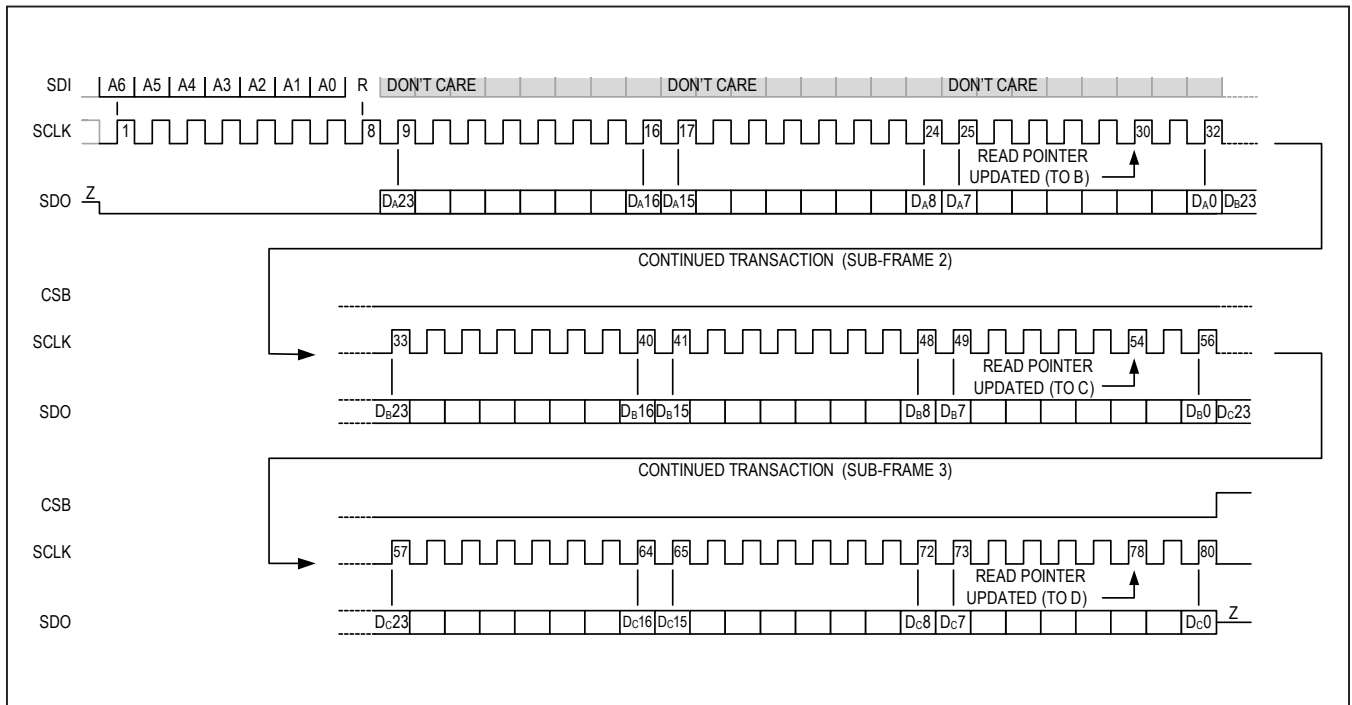 SDI A6 A5 A4 A3 A2 A1 A0 R DON'T CARE DON'T CARE DON'T CARE
SCLK 1 8 9 16 17 24 25 30 32
READ POINTER
UPDATED (TO B)
SDO Z DA23 DA16 DA15 DA8 DA7 DA0 DB23
CONTINUED TRANSACTION (SUB-FRAME 2)
CSB
SCLK 33 40 41 48 49 54 56
READ POINTER
UPDATED (TO C)
SDO DB23 DB16 DB15 DB8 DB7 DB0 DC23
CONTINUED TRANSACTION (SUB-FRAME 3)
CSB
SCLK 57 64 65 72 73 78 80
READ POINTER
UPDATED (TO D)
SDO DC23 DC16 DC15 DC8 DC7 DC0 Z